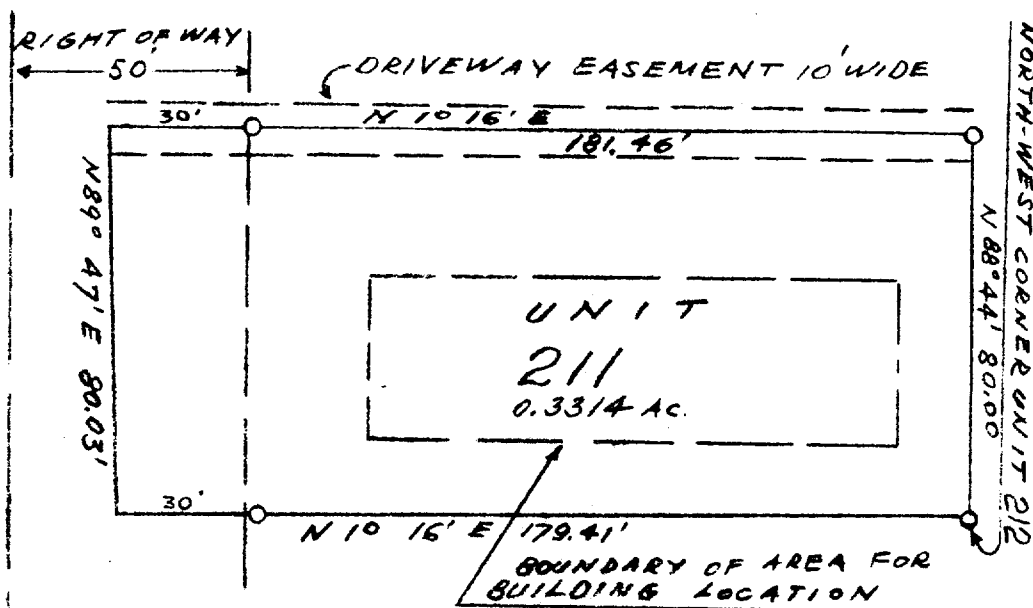 RIGHT OF WAY
50'
DRIVEWAY EASEMENT 10' WIDE
30'
N 1° 16' E
181.46'
N 89° 47' E 80.03'
UNIT
211
0.3314 AC.
N 88° 44' 80.00
NORTH-WEST CORNER UNIT 212
30'
N 1° 16' E 179.41'
BOUNDARY OF AREA FOR
BUILDING LOCATION